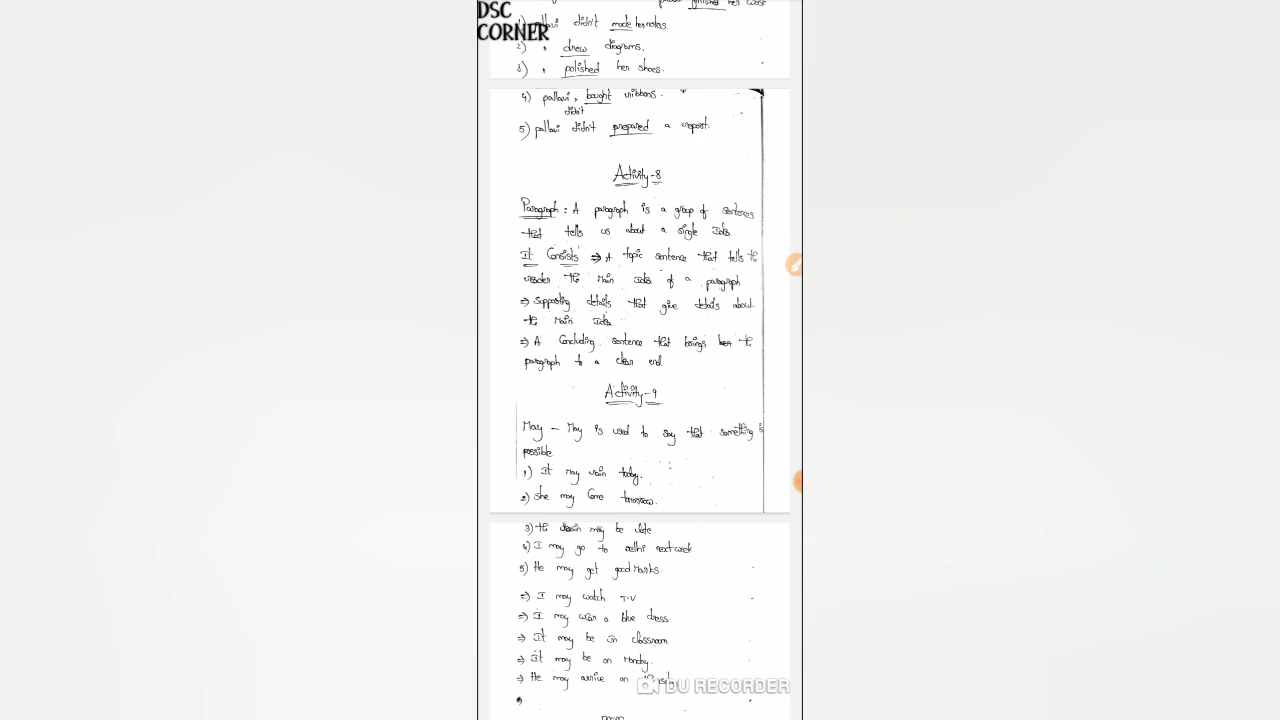 DSC
CORNER
finished her work
1) pallavi didn't made her notes.
2) " drew diagrams.
3) " polished her shoes.
4) pallavi didn't bought ribbons.
5) pallavi didn't prepared a report.
Activity-8
Paragraph: A paragraph is a group of sentences
that tells us about a single Idea.
It Consists ⇒ A topic sentence that tells the
reader the Main Idea of a paragraph
⇒ Supporting details that give details about
the Main Idea.
⇒ A Concluding sentence that brings the
paragraph to a clear end.
Activity-9
May - May is used to say that something is
possible
1) It May rain today.
2) She may Come tomorrow.
3) The train may be late.
4) I may go to delhi next week
5) He may get good Marks.
⇒ I may watch T.V
⇒ I may wear a blue dress
⇒ It may be in classroom.
⇒ It may be on Monday.
⇒ He may arrive on
DU RECORDER